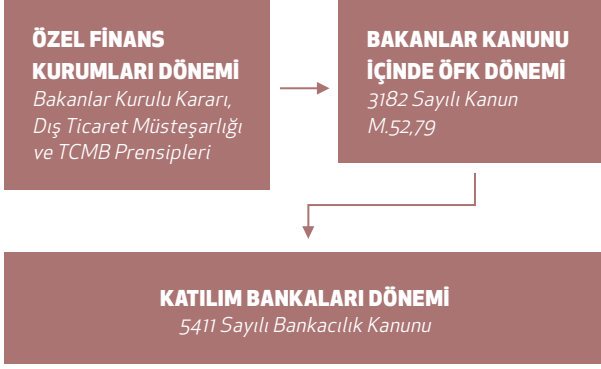 ÖZEL FİNANS
KURUMLARI DÖNEMİ
Bakanlar Kurulu Kararı,
Dış Ticaret Müsteşarlığı
ve TCMB Prensipleri
BAKANLAR KANUNU
İÇİNDE ÖFK DÖNEMİ
3182 Sayılı Kanun
M.52,79
KATILIM BANKALARI DÖNEMİ
5411 Sayılı Bankacılık Kanunu